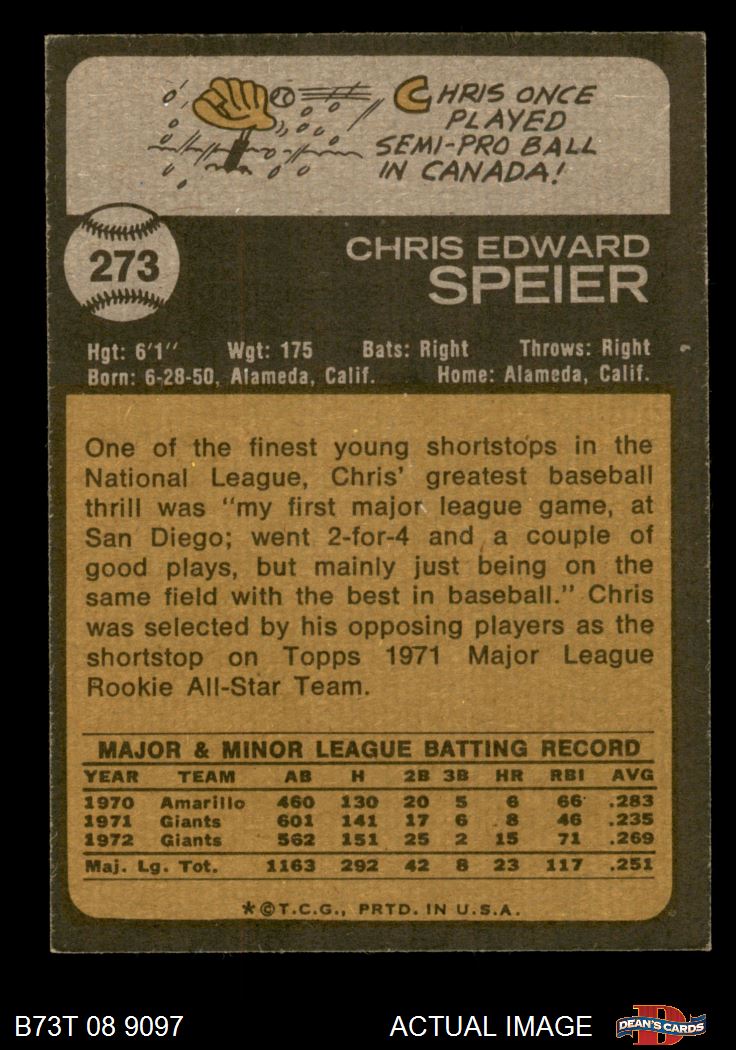 CHRIS ONCE
PLAYED
SEMI-PRO BALL
IN CANADA!
273
CHRIS EDWARD
SPEIER
Hgt: 6'1" Wgt: 175 Bats: Right Throws: Right
Born: 6-28-50, Alameda, Calif. Home: Alameda, Calif.
One of the finest young shortstops in the
National League, Chris' greatest baseball
thrill was "my first major league game, at
San Diego; went 2-for-4 and a couple of
good plays, but mainly just being on the
same field with the best in baseball." Chris
was selected by his opposing players as the
shortstop on Topps 1971 Major League
Rookie All-Star Team.
MAJOR & MINOR LEAGUE BATTING RECORD
YEAR TEAM AB H 2B 3B HR RBI AVG
1970 Amarillo 460 130 20 5 6 66 .283
1971 Giants 601 141 17 6 8 46 .235
1972 Giants 562 151 25 2 15 71 .269
Maj. Lg. Tot. 1163 292 42 8 23 117 .251
*©T.C.G., PRTD. IN U.S.A.
B73T 08 9097 ACTUAL IMAGE
D
DEAN'S CARDS